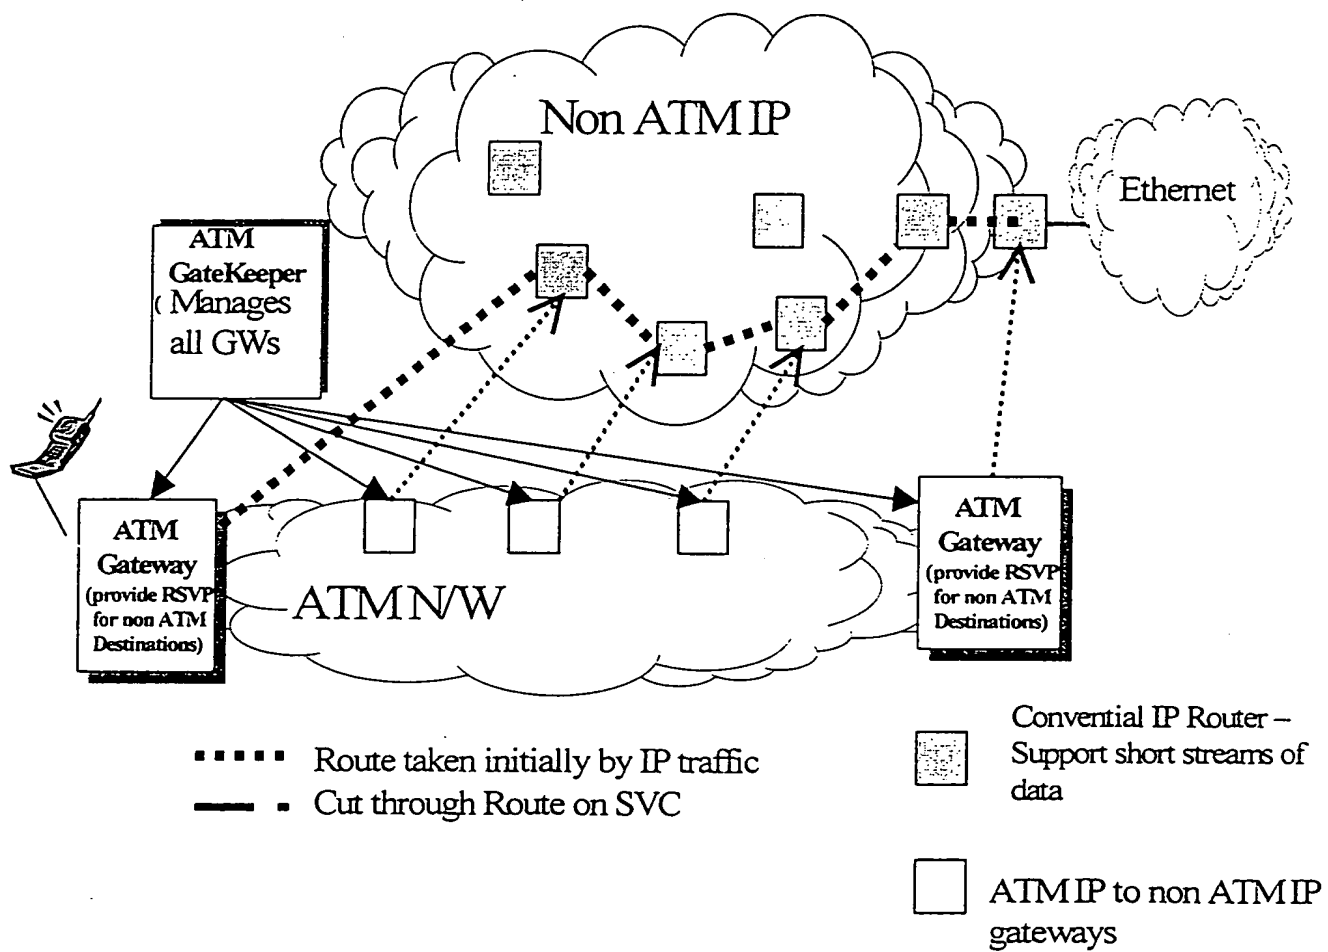 Non ATM IP
Ethernet
ATM
GateKeeper
( Manages
all GWs
ATM
Gateway
(provide RSVP
for non ATM
Destinations)
ATM N/W
ATM
Gateway
(provide RSVP
for non ATM
Destinations)
Route taken initially by IP traffic
Cut through Route on SVC
Convential IP Router –
Support short streams of
data
ATM IP to non ATM IP
gateways